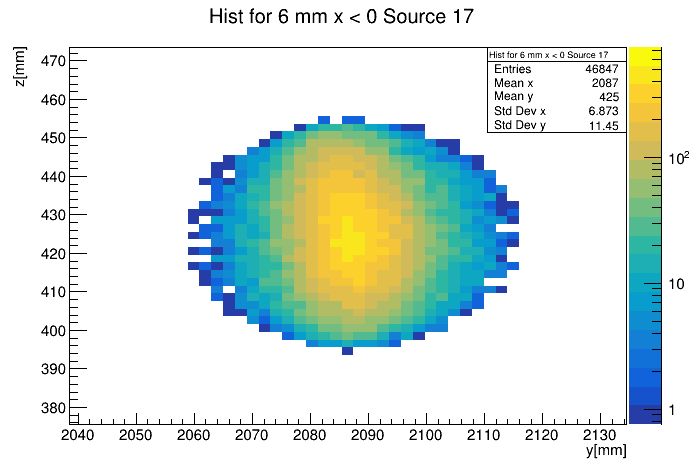 Hist for 6 mm x < 0 Source 17
z[mm]
470
460
450
440
430
420
410
400
390
380
Hist for 6 mm x < 0 Source 17
Entries 46847
Mean x 2087
Mean y 425
Std Dev x 6.873
Std Dev y 11.45
10²
10
1
2040 2050 2060 2070 2080 2090 2100 2110 2120 2130
y[mm]